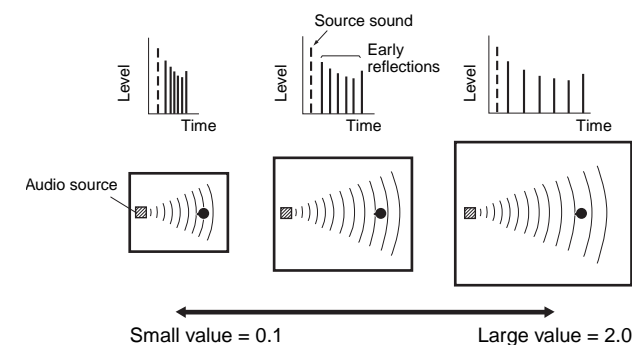 Source sound
Early
reflections
Level
Time
Level
Time
Level
Time
Audio source
Small value = 0.1
Large value = 2.0